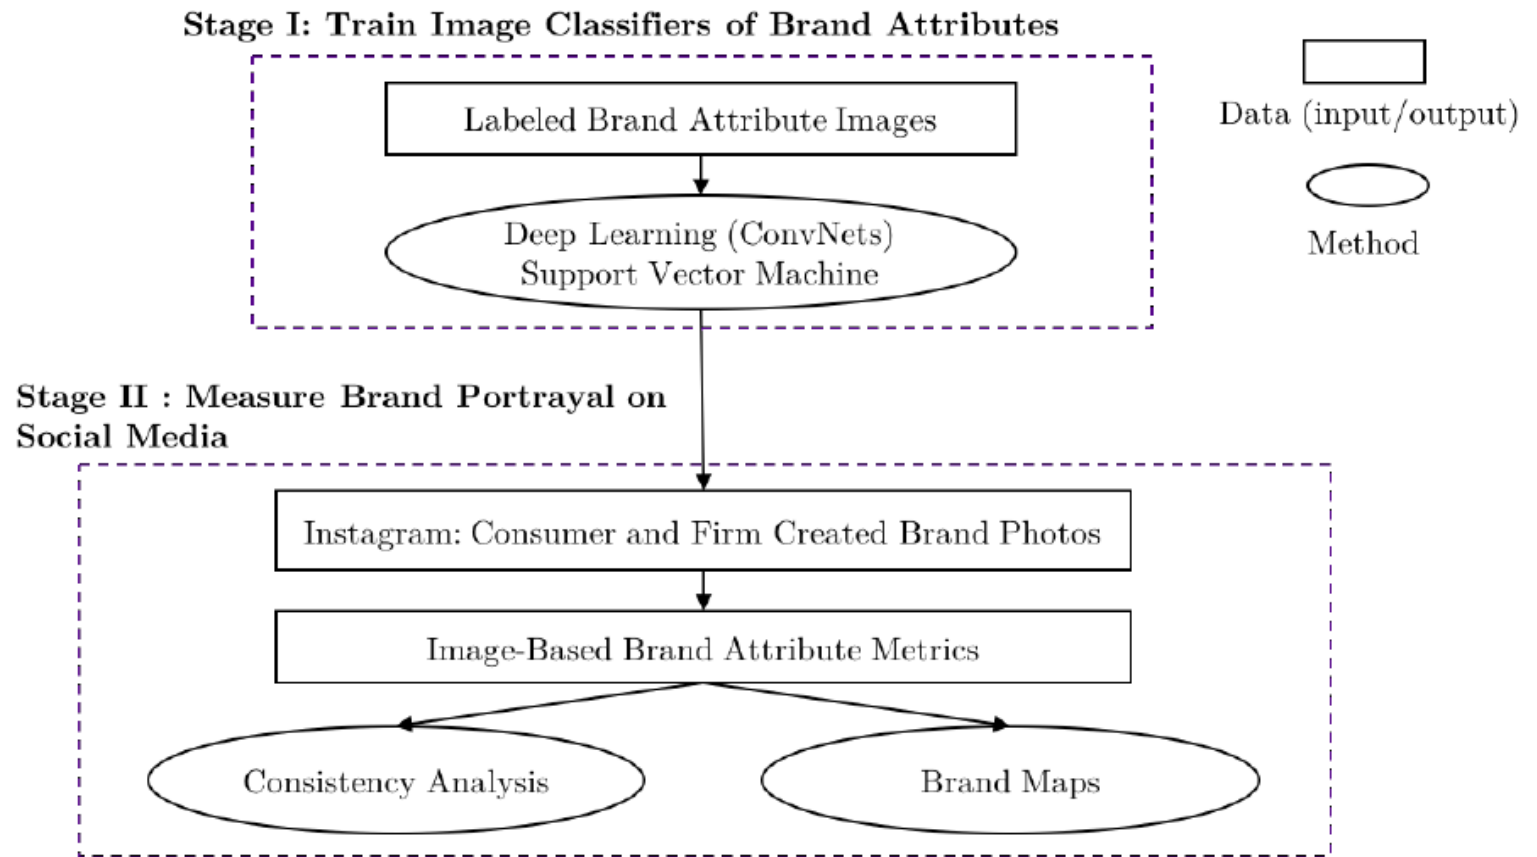 Stage I: Train Image Classifiers of Brand Attributes
Labeled Brand Attribute Images
Data (input/output)
Deep Learning (ConvNets)
Support Vector Machine
Method
Stage II : Measure Brand Portrayal on
Social Media
Instagram: Consumer and Firm Created Brand Photos
Image-Based Brand Attribute Metrics
Consistency Analysis
Brand Maps